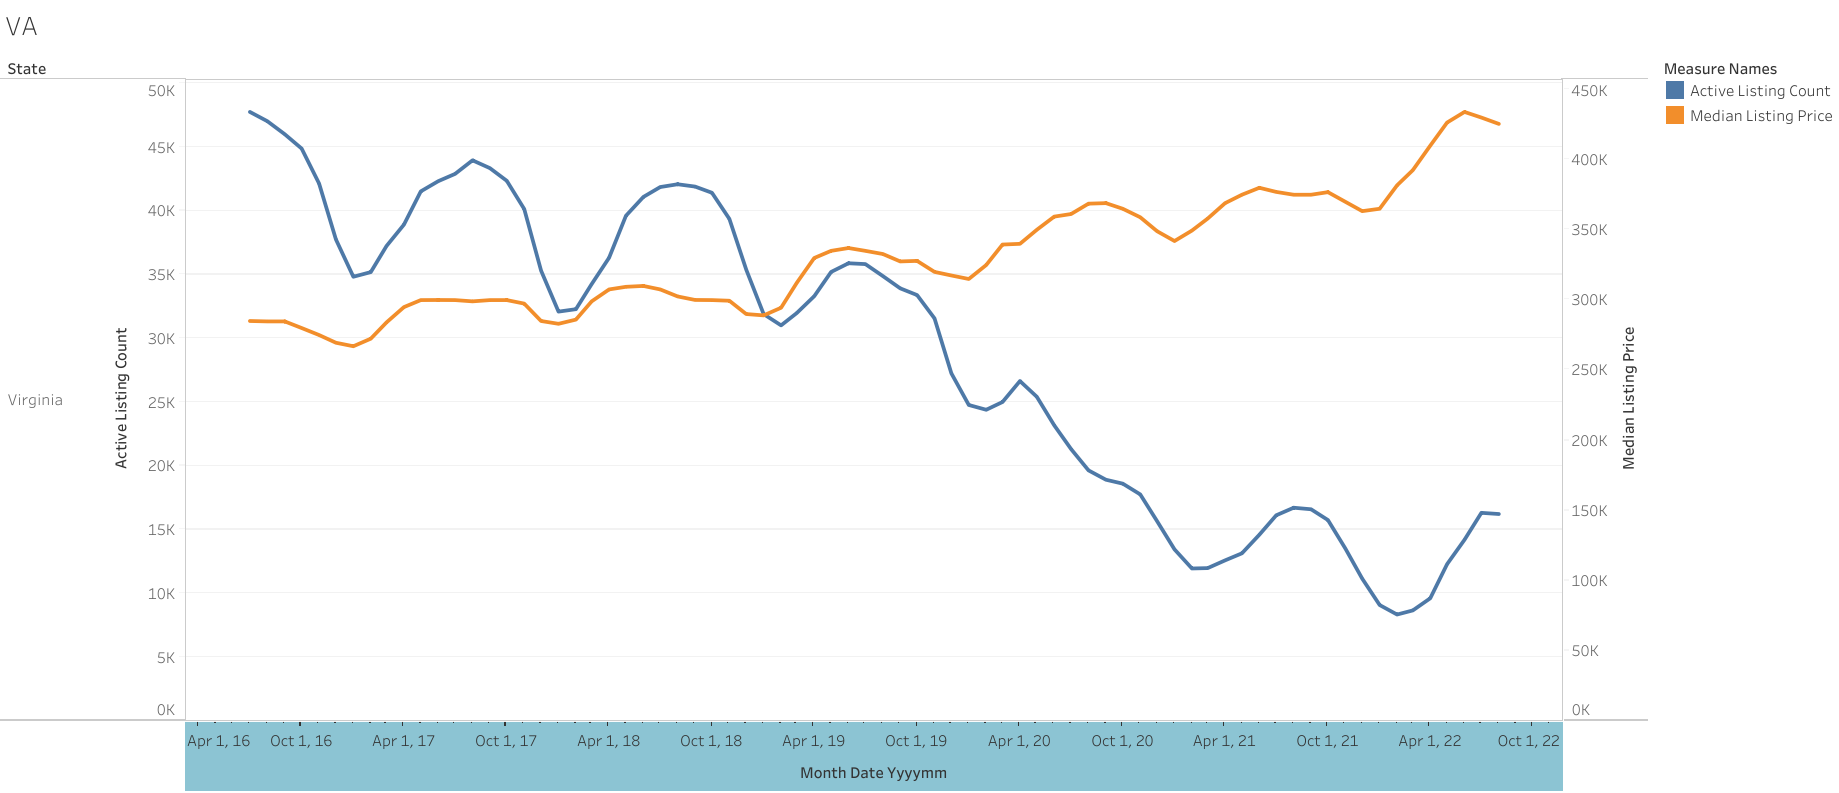 VA
State
Measure Names
Active Listing Count
Median Listing Price
Virginia
Active Listing Count
50K
45K
40K
35K
30K
25K
20K
15K
10K
5K
0K
450K
400K
350K
300K
250K
200K
150K
100K
50K
0K
Median Listing Price
Apr 1, 16 Oct 1, 16 Apr 1, 17 Oct 1, 17 Apr 1, 18 Oct 1, 18 Apr 1, 19 Oct 1, 19 Apr 1, 20 Oct 1, 20 Apr 1, 21 Oct 1, 21 Apr 1, 22 Oct 1, 22
Month Date Yyyymm